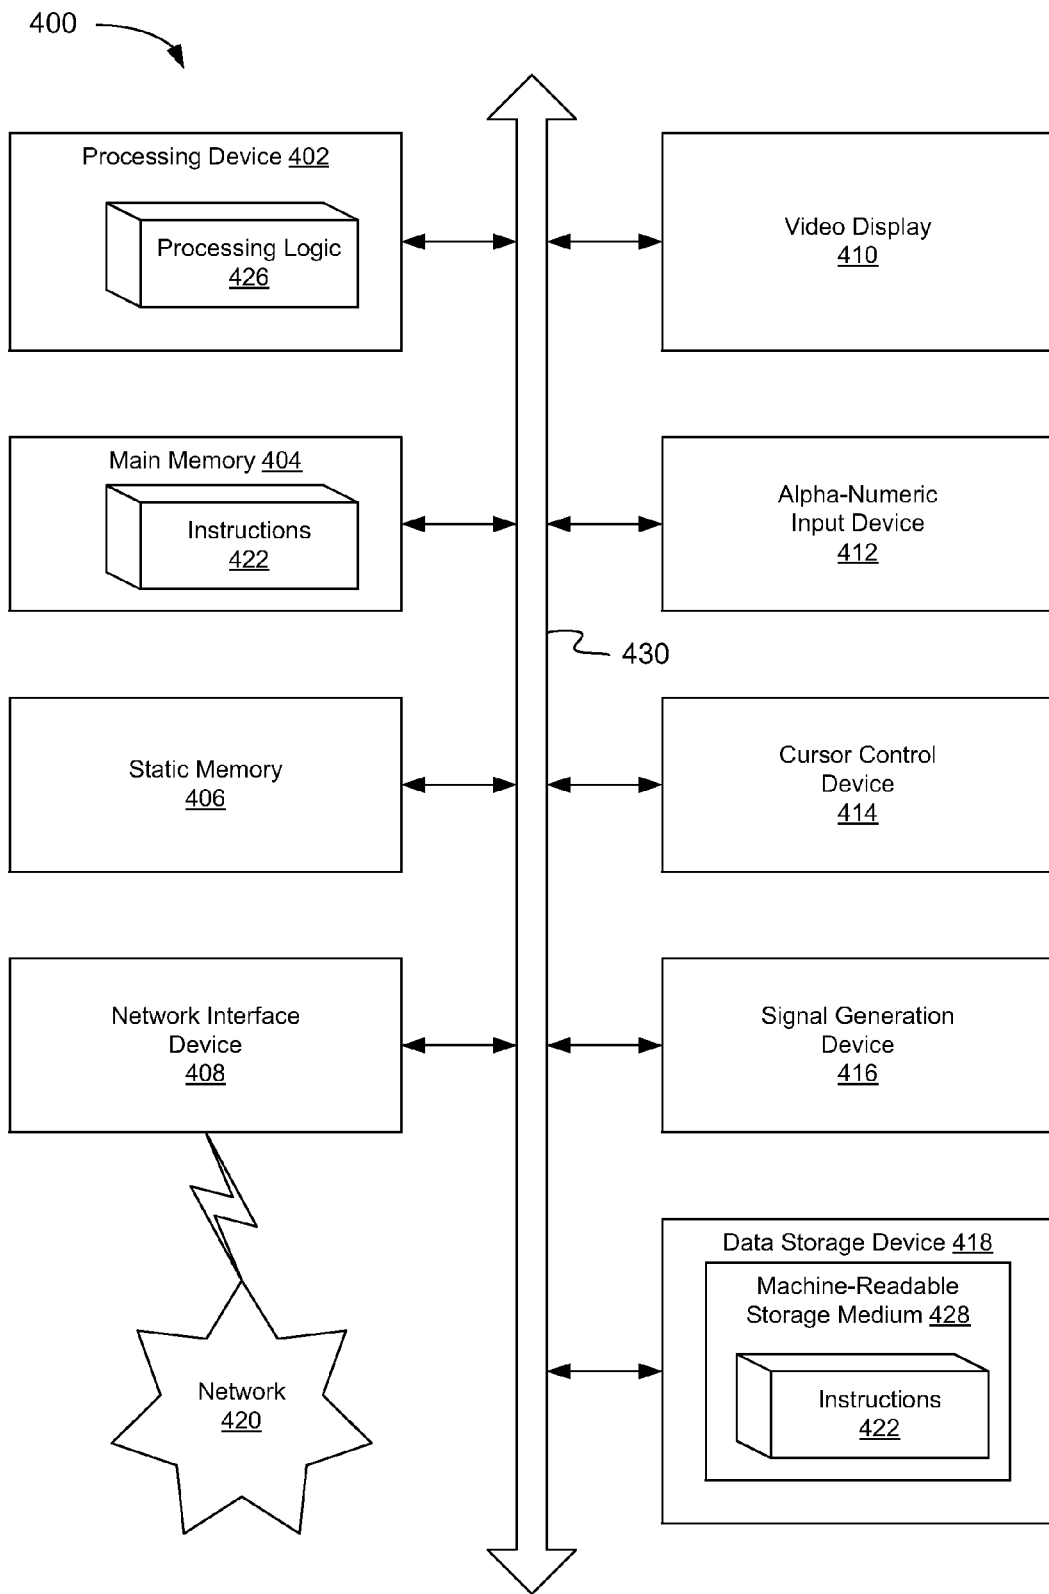 400
Processing Device 402
Processing Logic
426
Video Display
410
Main Memory 404
Instructions
422
Alpha-Numeric
Input Device
412
430
Static Memory
406
Cursor Control
Device
414
Network Interface
Device
408
Signal Generation
Device
416
Data Storage Device 418
Machine-Readable
Storage Medium 428
Instructions
422
Network
420